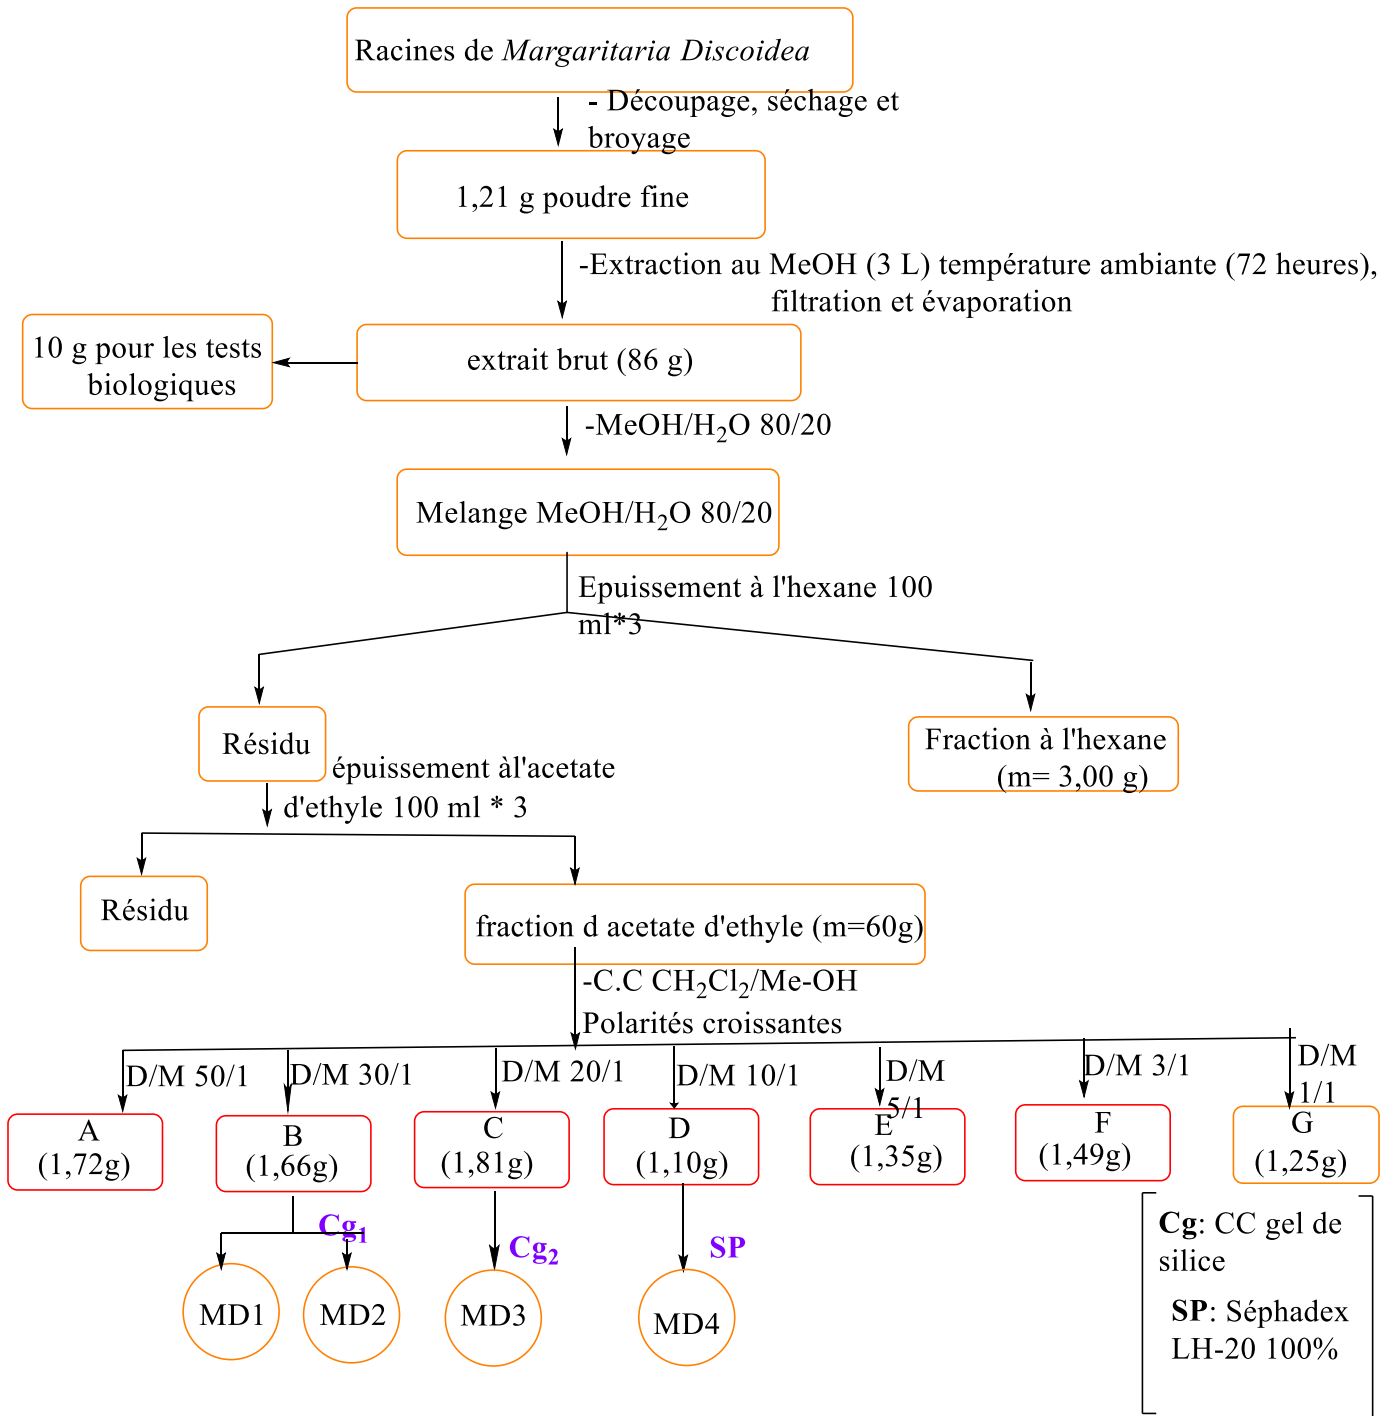 Racines de Margaritaria Discoidea
- Découpage, séchage et
broyage
1,21 g poudre fine
-Extraction au MeOH (3 L) température ambiante (72 heures),
filtration et évaporation
10 g pour les tests
biologiques
extrait brut (86 g)
-MeOH/H2O 80/20
Melange MeOH/H2O 80/20
Epuissement à l'hexane 100
ml*3
Résidu
Fraction à l'hexane
(m= 3,00 g)
épuissement àl'acetate
d'ethyle 100 ml * 3
Résidu
fraction d acetate d'ethyle (m=60g)
-C.C CH2Cl2/Me-OH
Polarités croissantes
D/M 50/1
D/M 30/1
D/M 20/1
D/M 10/1
D/M
5/1
D/M 3/1
D/M
1/1
A
(1,72g)
B
(1,66g)
C
(1,81g)
D
(1,10g)
E
(1,35g)
F
(1,49g)
G
(1,25g)
Cg1
Cg2
SP
MD1
MD2
MD3
MD4
Cg: CC gel de
silice
SP: Séphadex
LH-20 100%